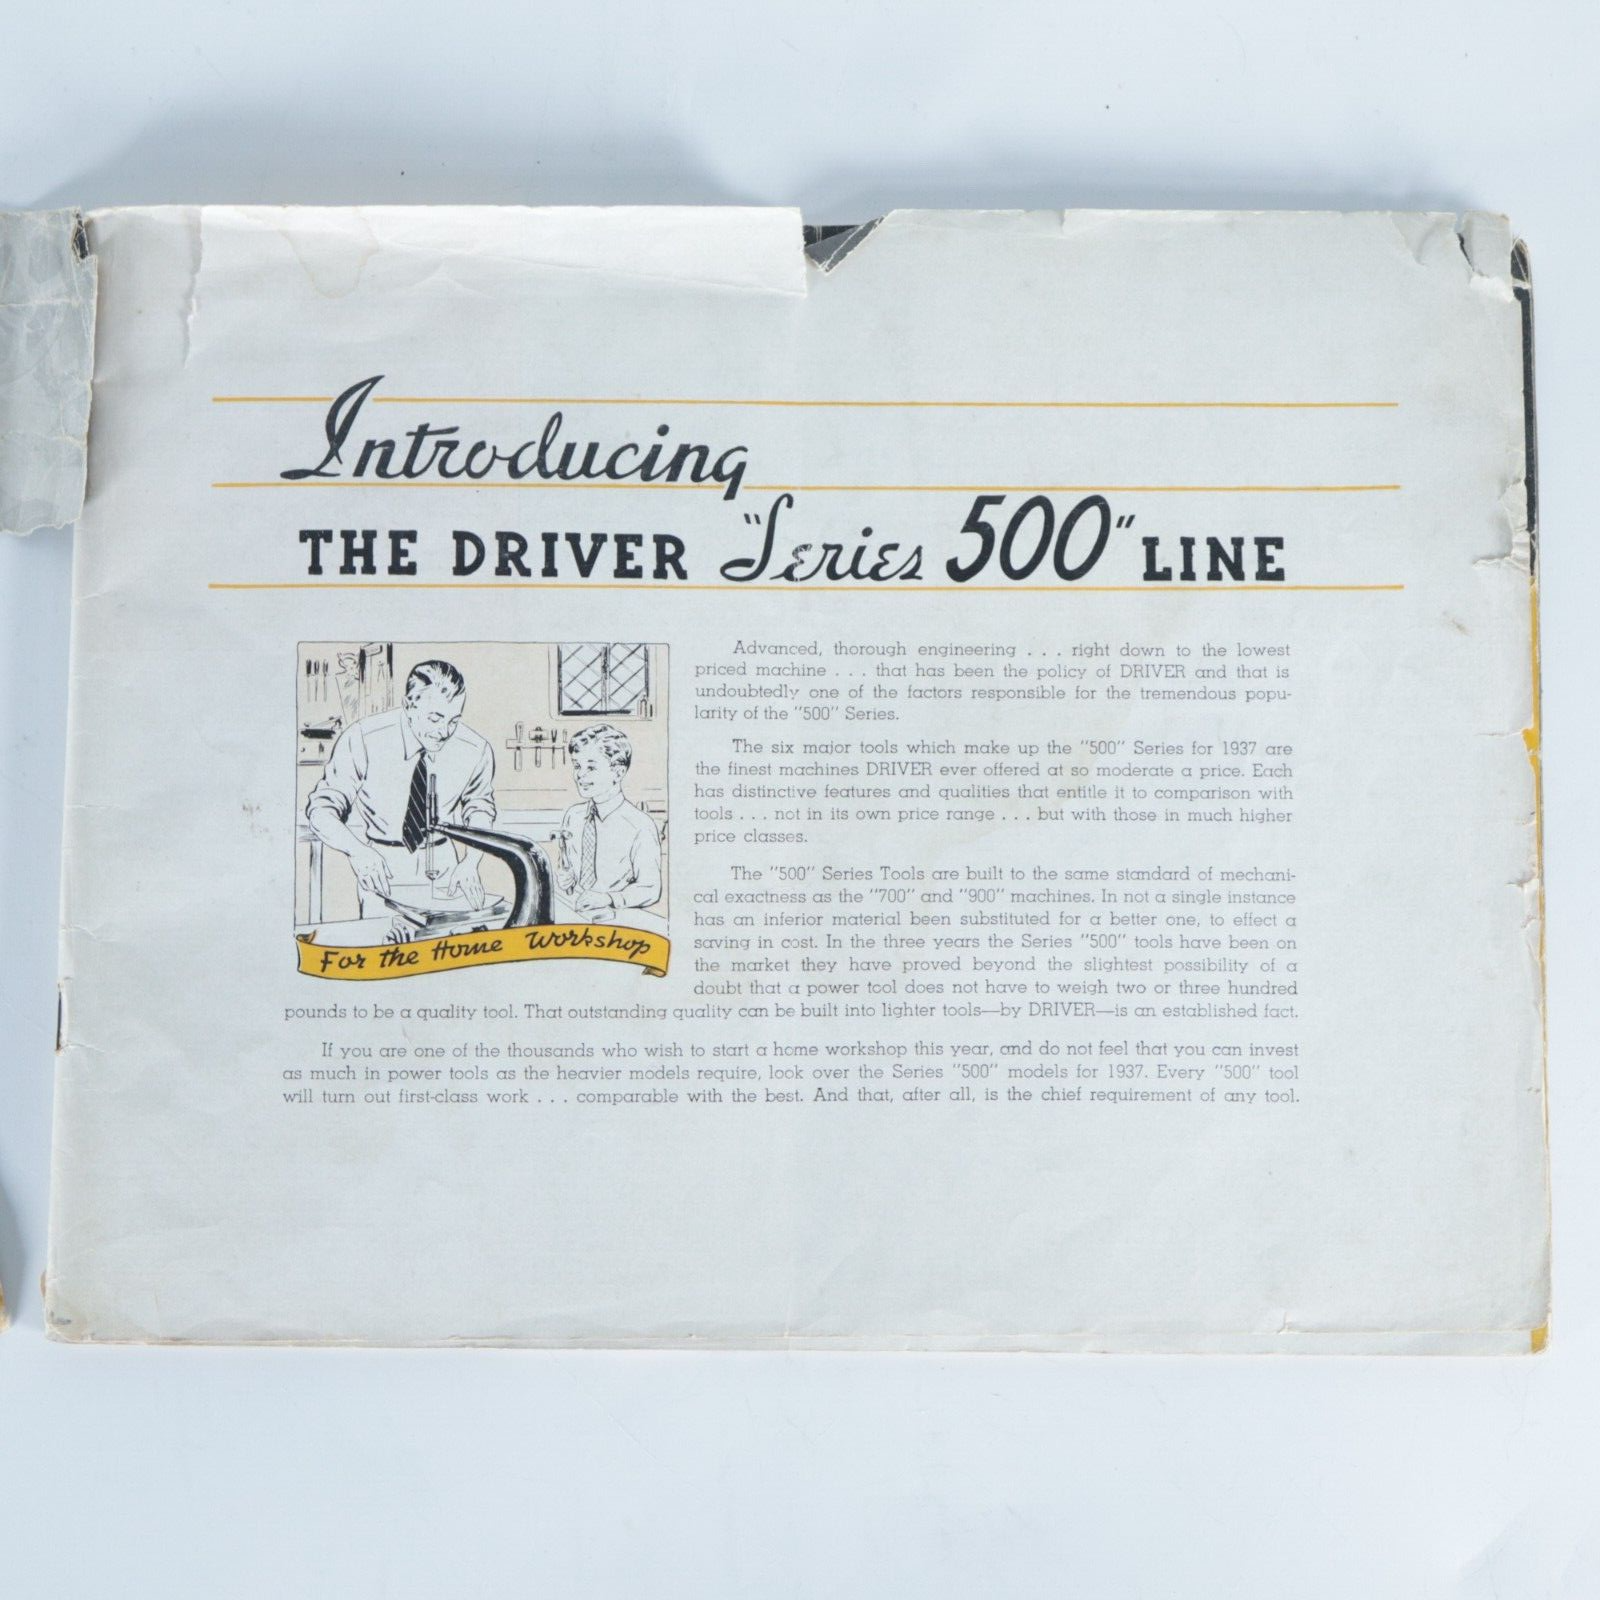 Introducing
THE DRIVER "Series 500" LINE
For the Home Workshop
Advanced, thorough engineering . . . right down to the lowest
priced machine . . . that has been the policy of DRIVER and that is
undoubtedly one of the factors responsible for the tremendous popu-
larity of the "500" Series.
The six major tools which make up the "500" Series for 1937 are
the finest machines DRIVER ever offered at so moderate a price. Each
has distinctive features and qualities that entitle it to comparison with
tools . . . not in its own price range . . . but with those in much higher
price classes.
The "500" Series Tools are built to the same standard of mechani-
cal exactness as the "700" and "900" machines. In not a single instance
has an inferior material been substituted for a better one, to effect a
saving in cost. In the three years the Series "500" tools have been on
the market they have proved beyond the slightest possibility of a
doubt that a power tool does not have to weigh two or three hundred
pounds to be a quality tool. That outstanding quality can be built into lighter tools—by DRIVER—is an established fact.
If you are one of the thousands who wish to start a home workshop this year, and do not feel that you can invest
as much in power tools as the heavier models require, look over the Series "500" models for 1937. Every "500" tool
will turn out first-class work . . . comparable with the best. And that, after all, is the chief requirement of any tool.